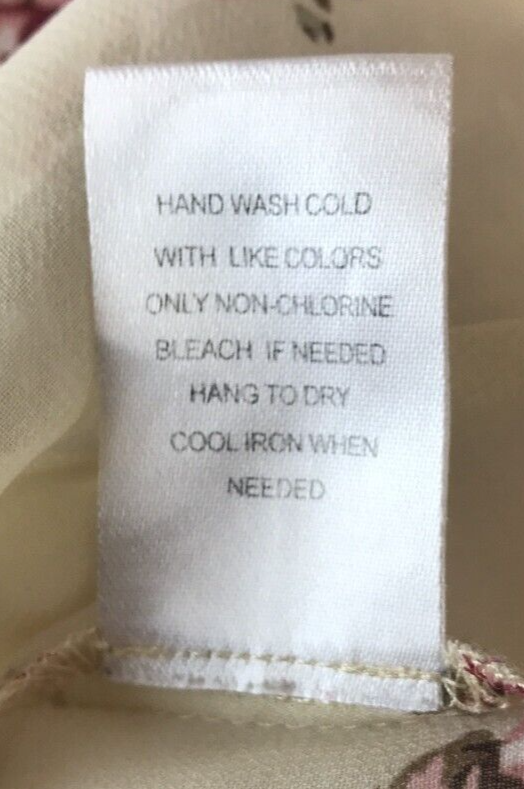 HAND WASH COLD
WITH LIKE COLORS
ONLY NON-CHLORINE
BLEACH IF NEEDED
HANG TO DRY
COOL IRON WHEN
NEEDED